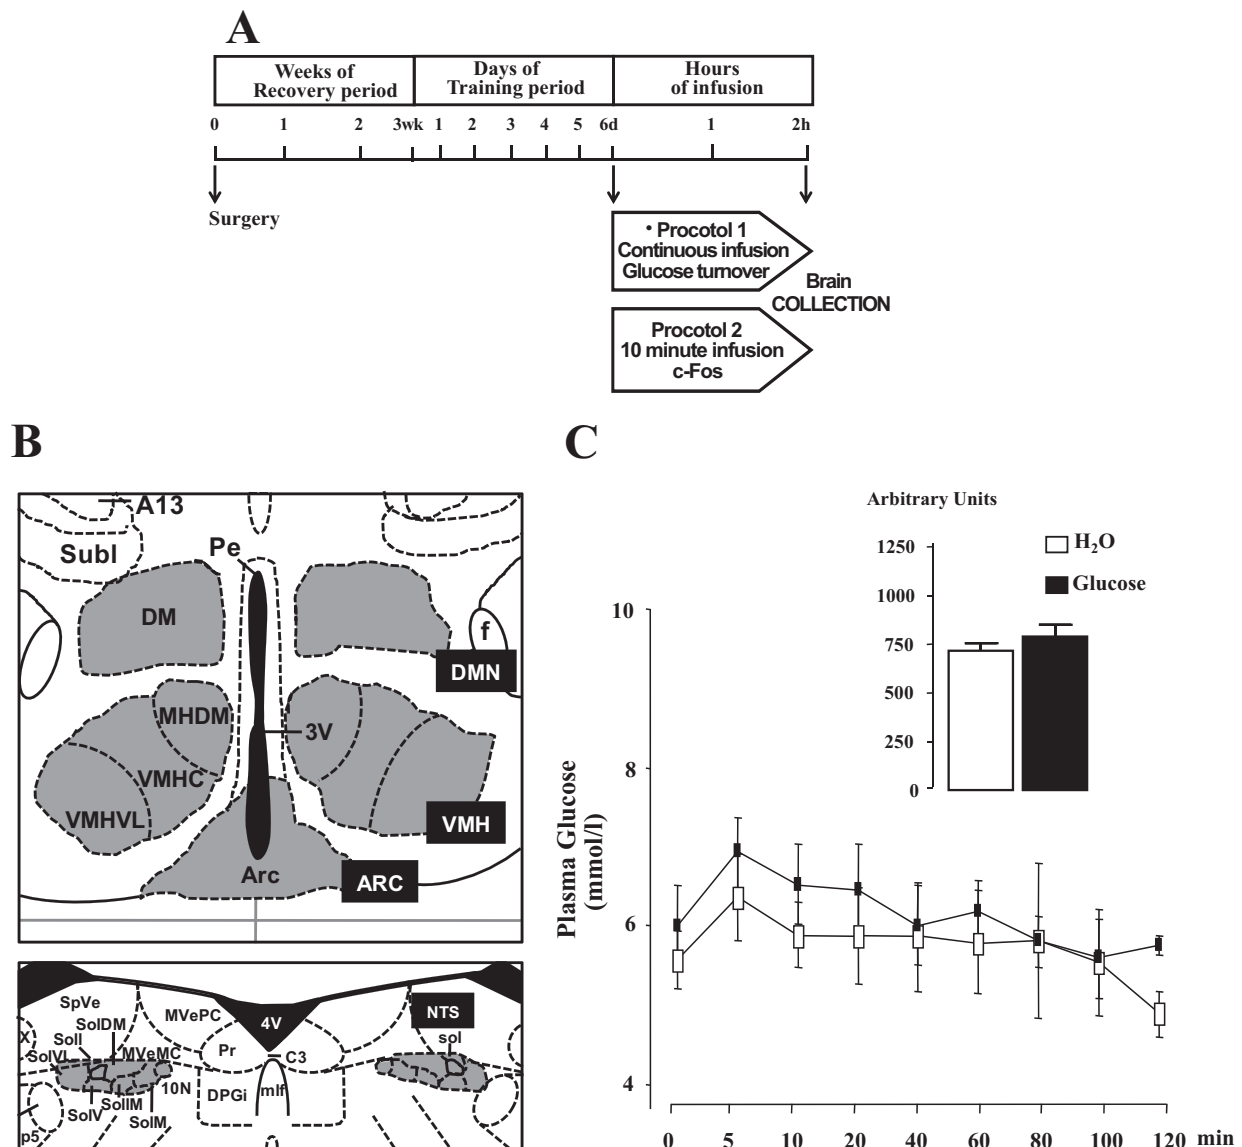 A
Weeks of
Recovery period
Days of
Training period
Hours
of infusion
0 1 2 3wk 1 2 3 4 5 6d 1 2h
Surgery
• Procotol 1
Continuous infusion
Glucose turnover
Brain
COLLECTION
Procotol 2
10 minute infusion
c-Fos
B
A13
SubI
Pe
DM
f
DMN
MHDM
3V
VMHC
VMHVL
VMH
Arc
ARC
SpVe
MVePC
4V
NTS
SolDM
X
SolI
sol
SolVL
MVeMC
Pr
C3
10N
DPGi
mlf
SolV
SolIM
SolM
p5
C
Arbitrary Units
1250
1000
750
500
250
0
H₂O
Glucose
Plasma Glucose
(mmol/l)
10
8
6
4
0 5 10 20 40 60 80 100 120 min